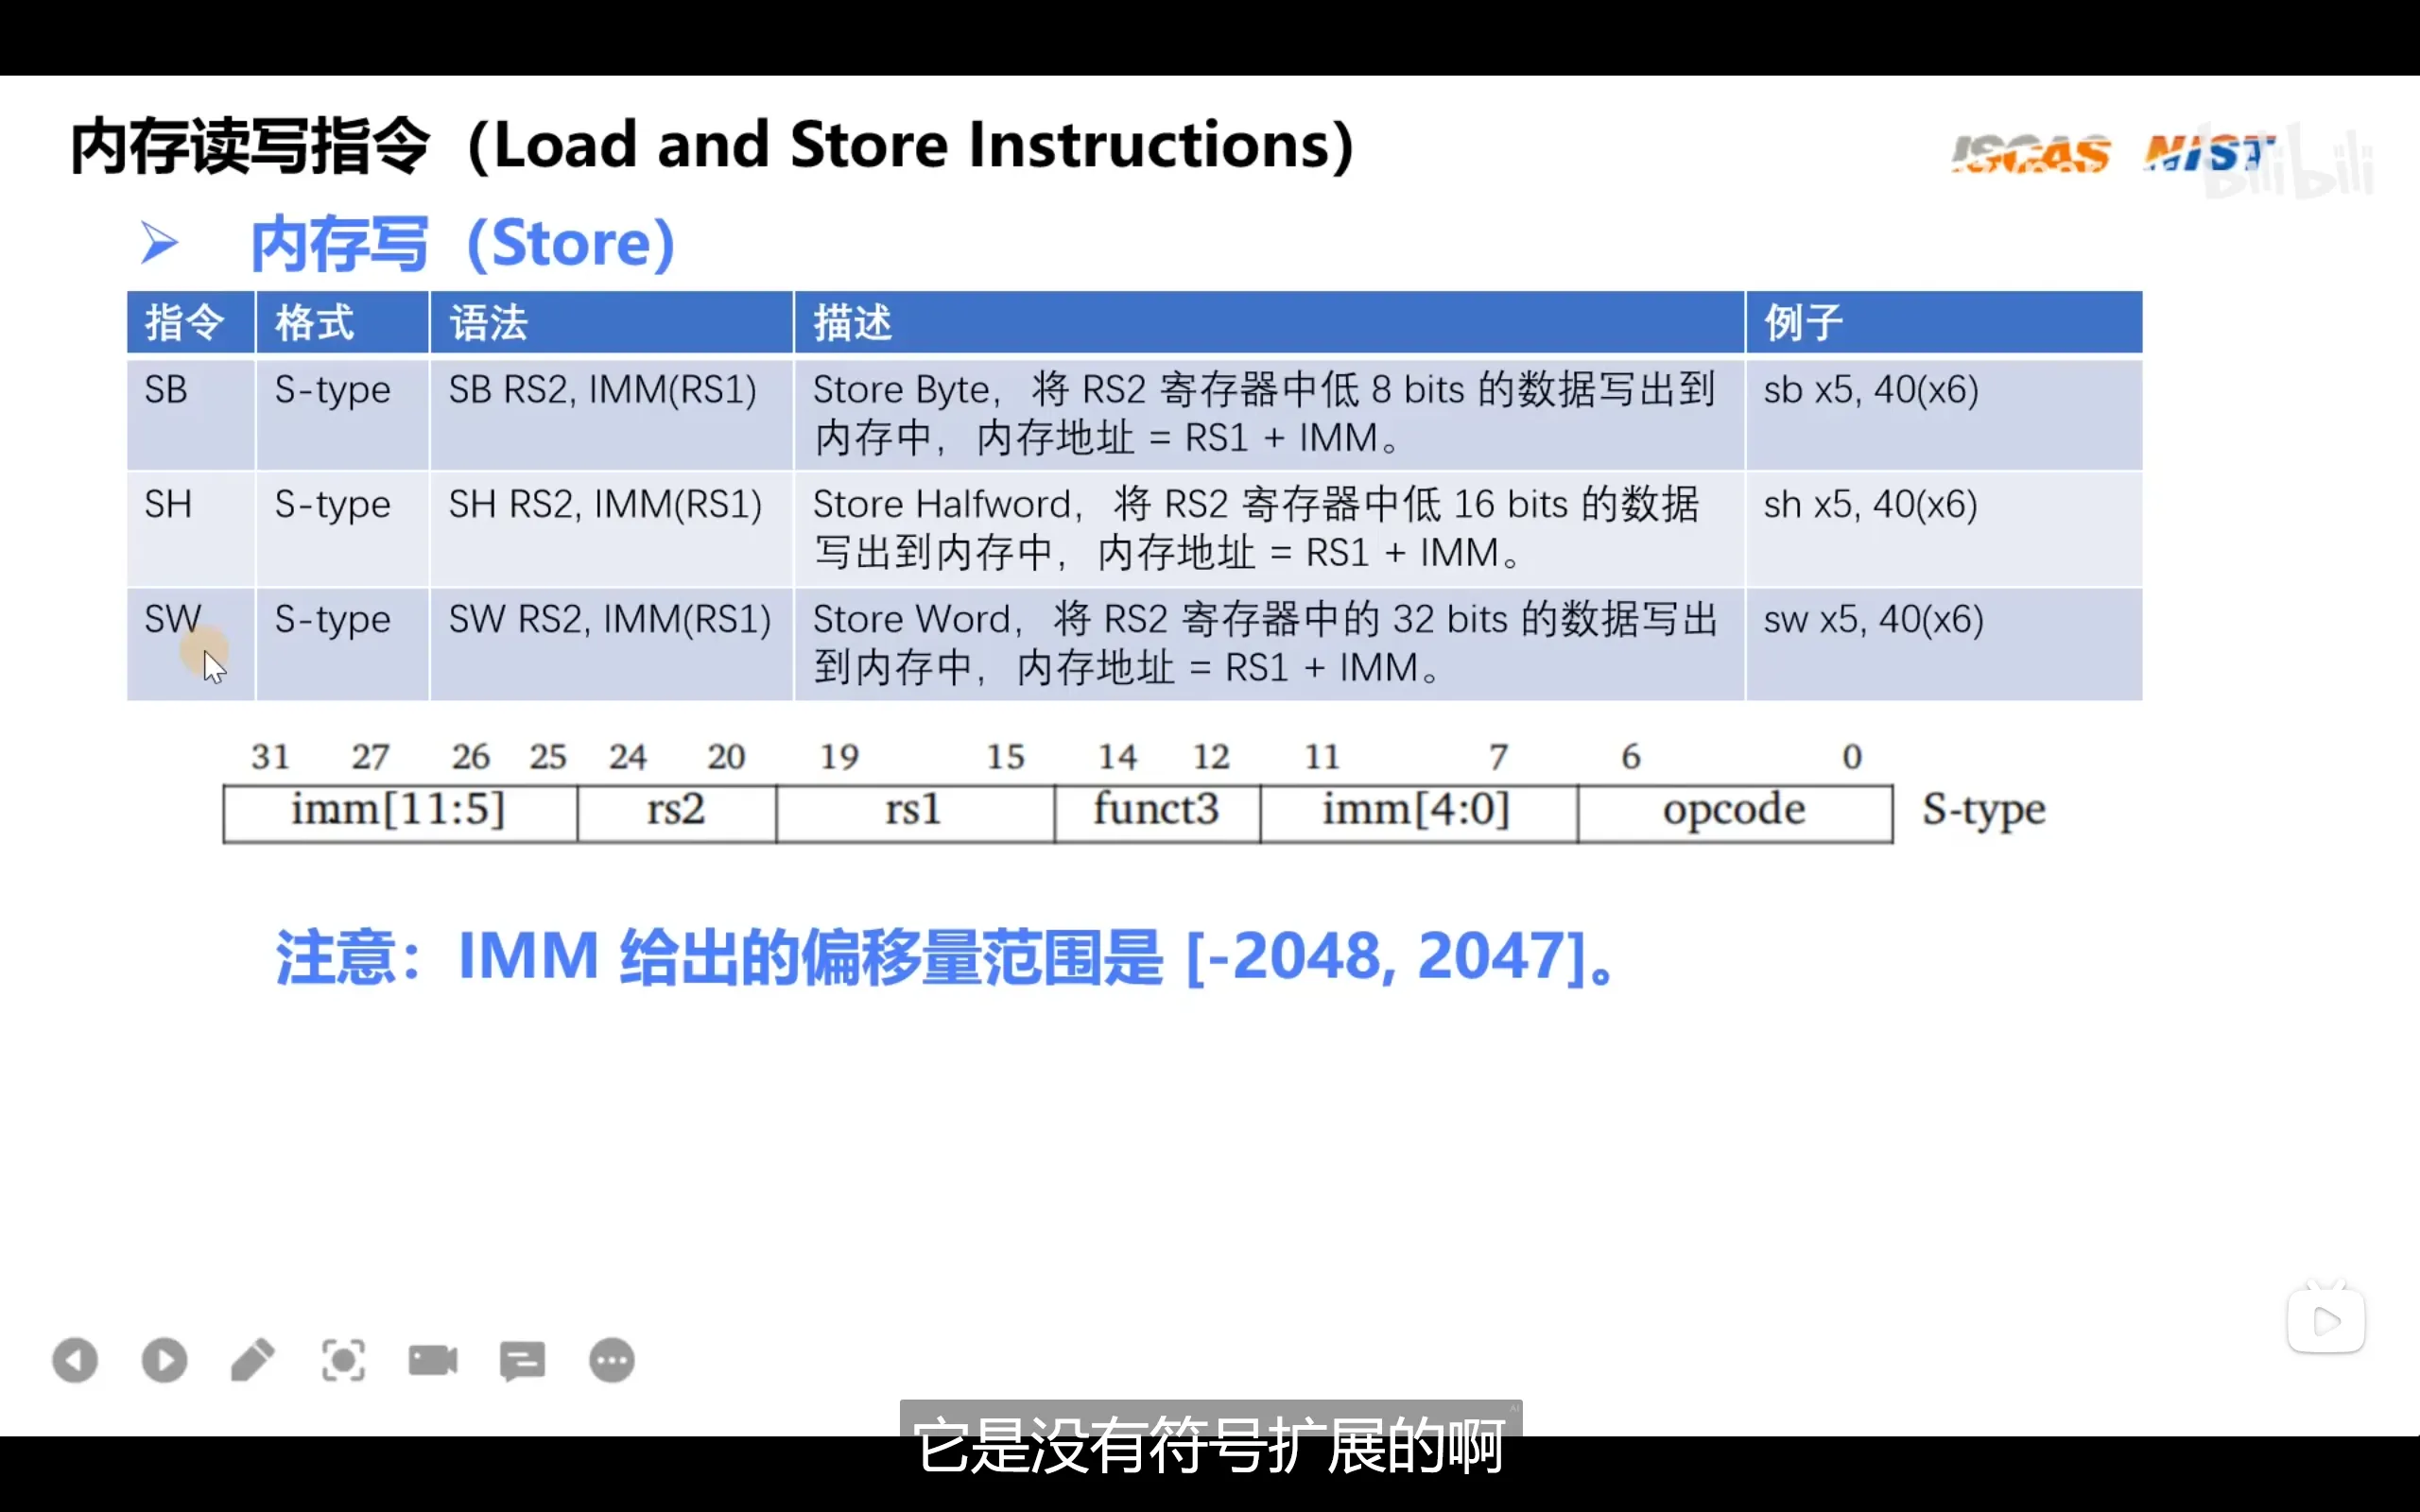 内存读写指令（Load and Store Instructions）
ISCAS NIST
bilibili
➢ 内存写（Store）
指令 格式 语法 描述 例子
SB S-type SB RS2, IMM(RS1) Store Byte，将 RS2 寄存器中低 8 bits 的数据写出到
内存中，内存地址 = RS1 + IMM。 sb x5, 40(x6)
SH S-type SH RS2, IMM(RS1) Store Halfword，将 RS2 寄存器中低 16 bits 的数据
写出到内存中，内存地址 = RS1 + IMM。 sh x5, 40(x6)
SW S-type SW RS2, IMM(RS1) Store Word，将 RS2 寄存器中的 32 bits 的数据写出
到内存中，内存地址 = RS1 + IMM。 sw x5, 40(x6)
31 27 26 25 24 20 19 15 14 12 11 7 6 0
imm[11:5] rs2 rs1 funct3 imm[4:0] opcode S-type
注意：IMM 给出的偏移量范围是 [-2048, 2047]。
AI
它是没有符号扩展的啊